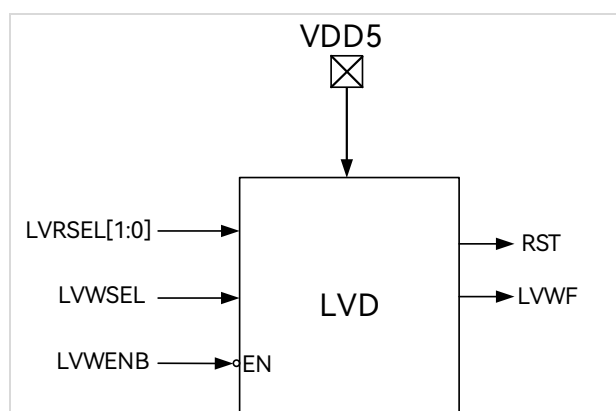 VDD5
LVRSEL[1:0]
RST
LVWSEL
LVD
LVWF
LVWENB
EN